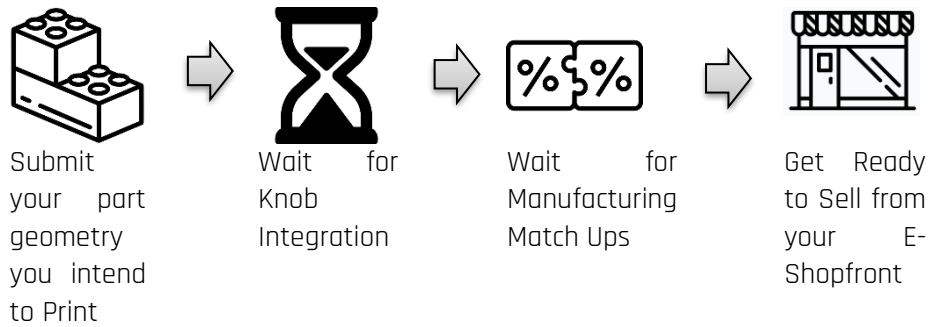 % %
Submit
your part
geometry
you intend
to Print
Wait for
Knob
Integration
Wait for
Manufacturing
Match Ups
Get Ready
to Sell from
your E-
Shopfront